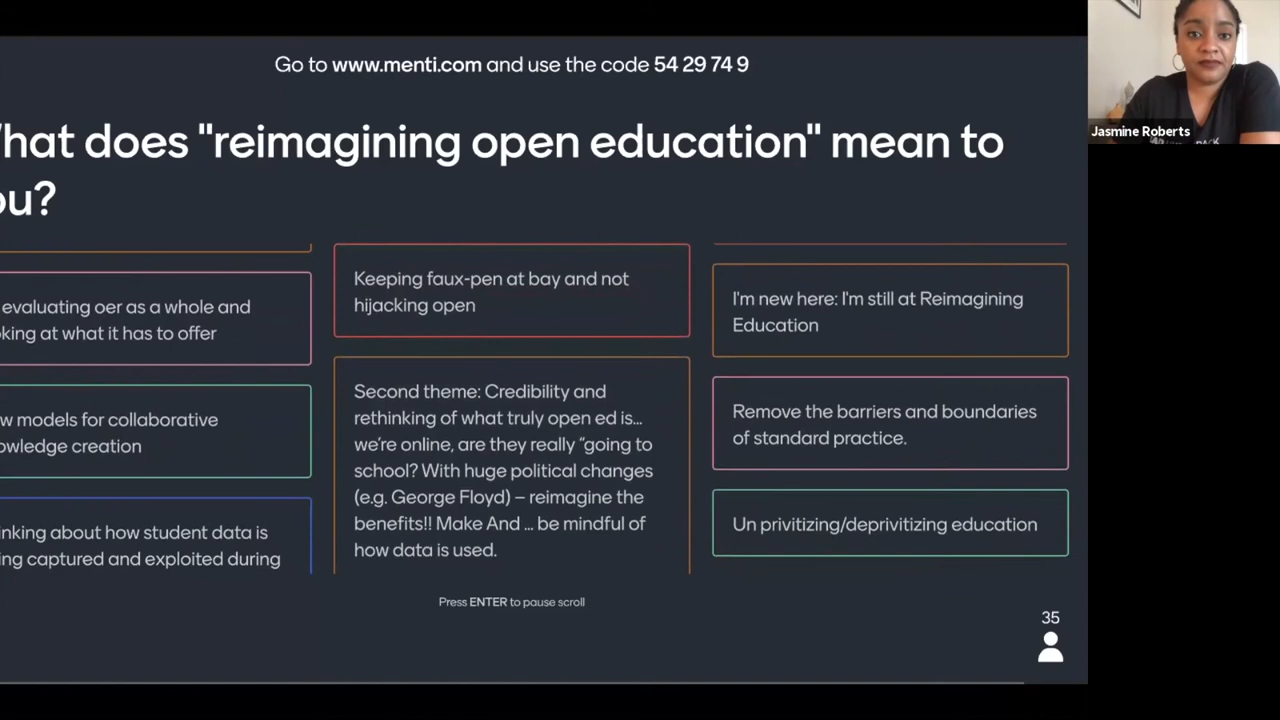 Go to www.menti.com and use the code 54 29 74 9
Jasmine Roberts
hat does "reimagining open education" mean to
ou?
evaluating oer as a whole and
king at what it has to offer
w models for collaborative
wledge creation
nking about how student data is
ing captured and exploited during
Keeping faux-pen at bay and not
hijacking open
Second theme: Credibility and
rethinking of what truly open ed is...
we're online, are they really “going to
school? With huge political changes
(e.g. George Floyd) – reimagine the
benefits!! Make And ... be mindful of
how data is used.
I'm new here: I'm still at Reimagining
Education
Remove the barriers and boundaries
of standard practice.
Un privitizing/deprivitizing education
Press ENTER to pause scroll
35